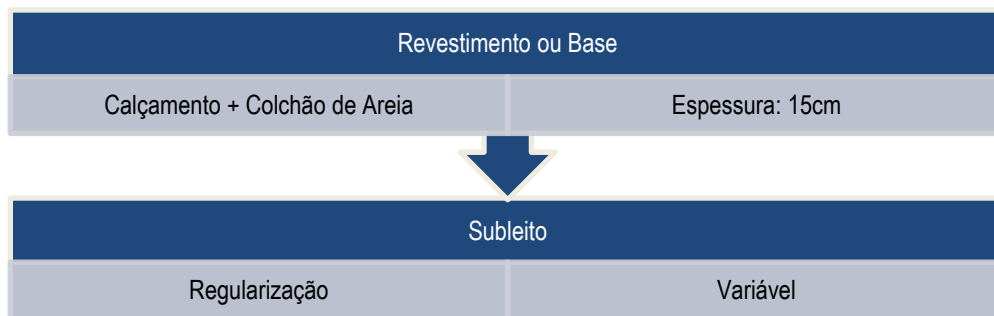 Revestimento ou Base
Calçamento + Colchão de Areia
Espessura: 15cm
Subleito
Regularização
Variável